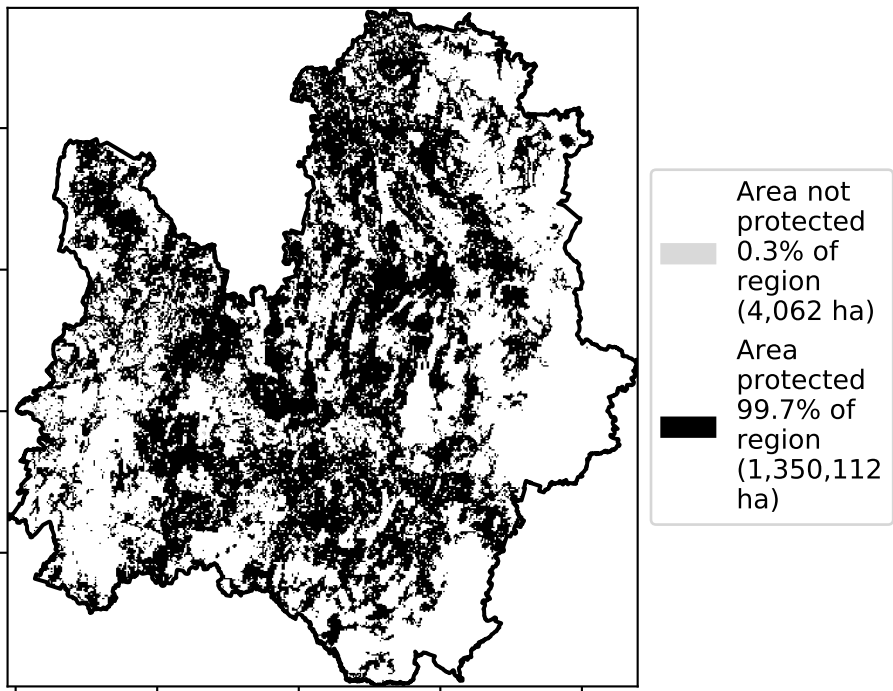 Area not
protected
0.3% of
region
(4,062 ha)
Area
protected
99.7% of
region
(1,350,112
ha)